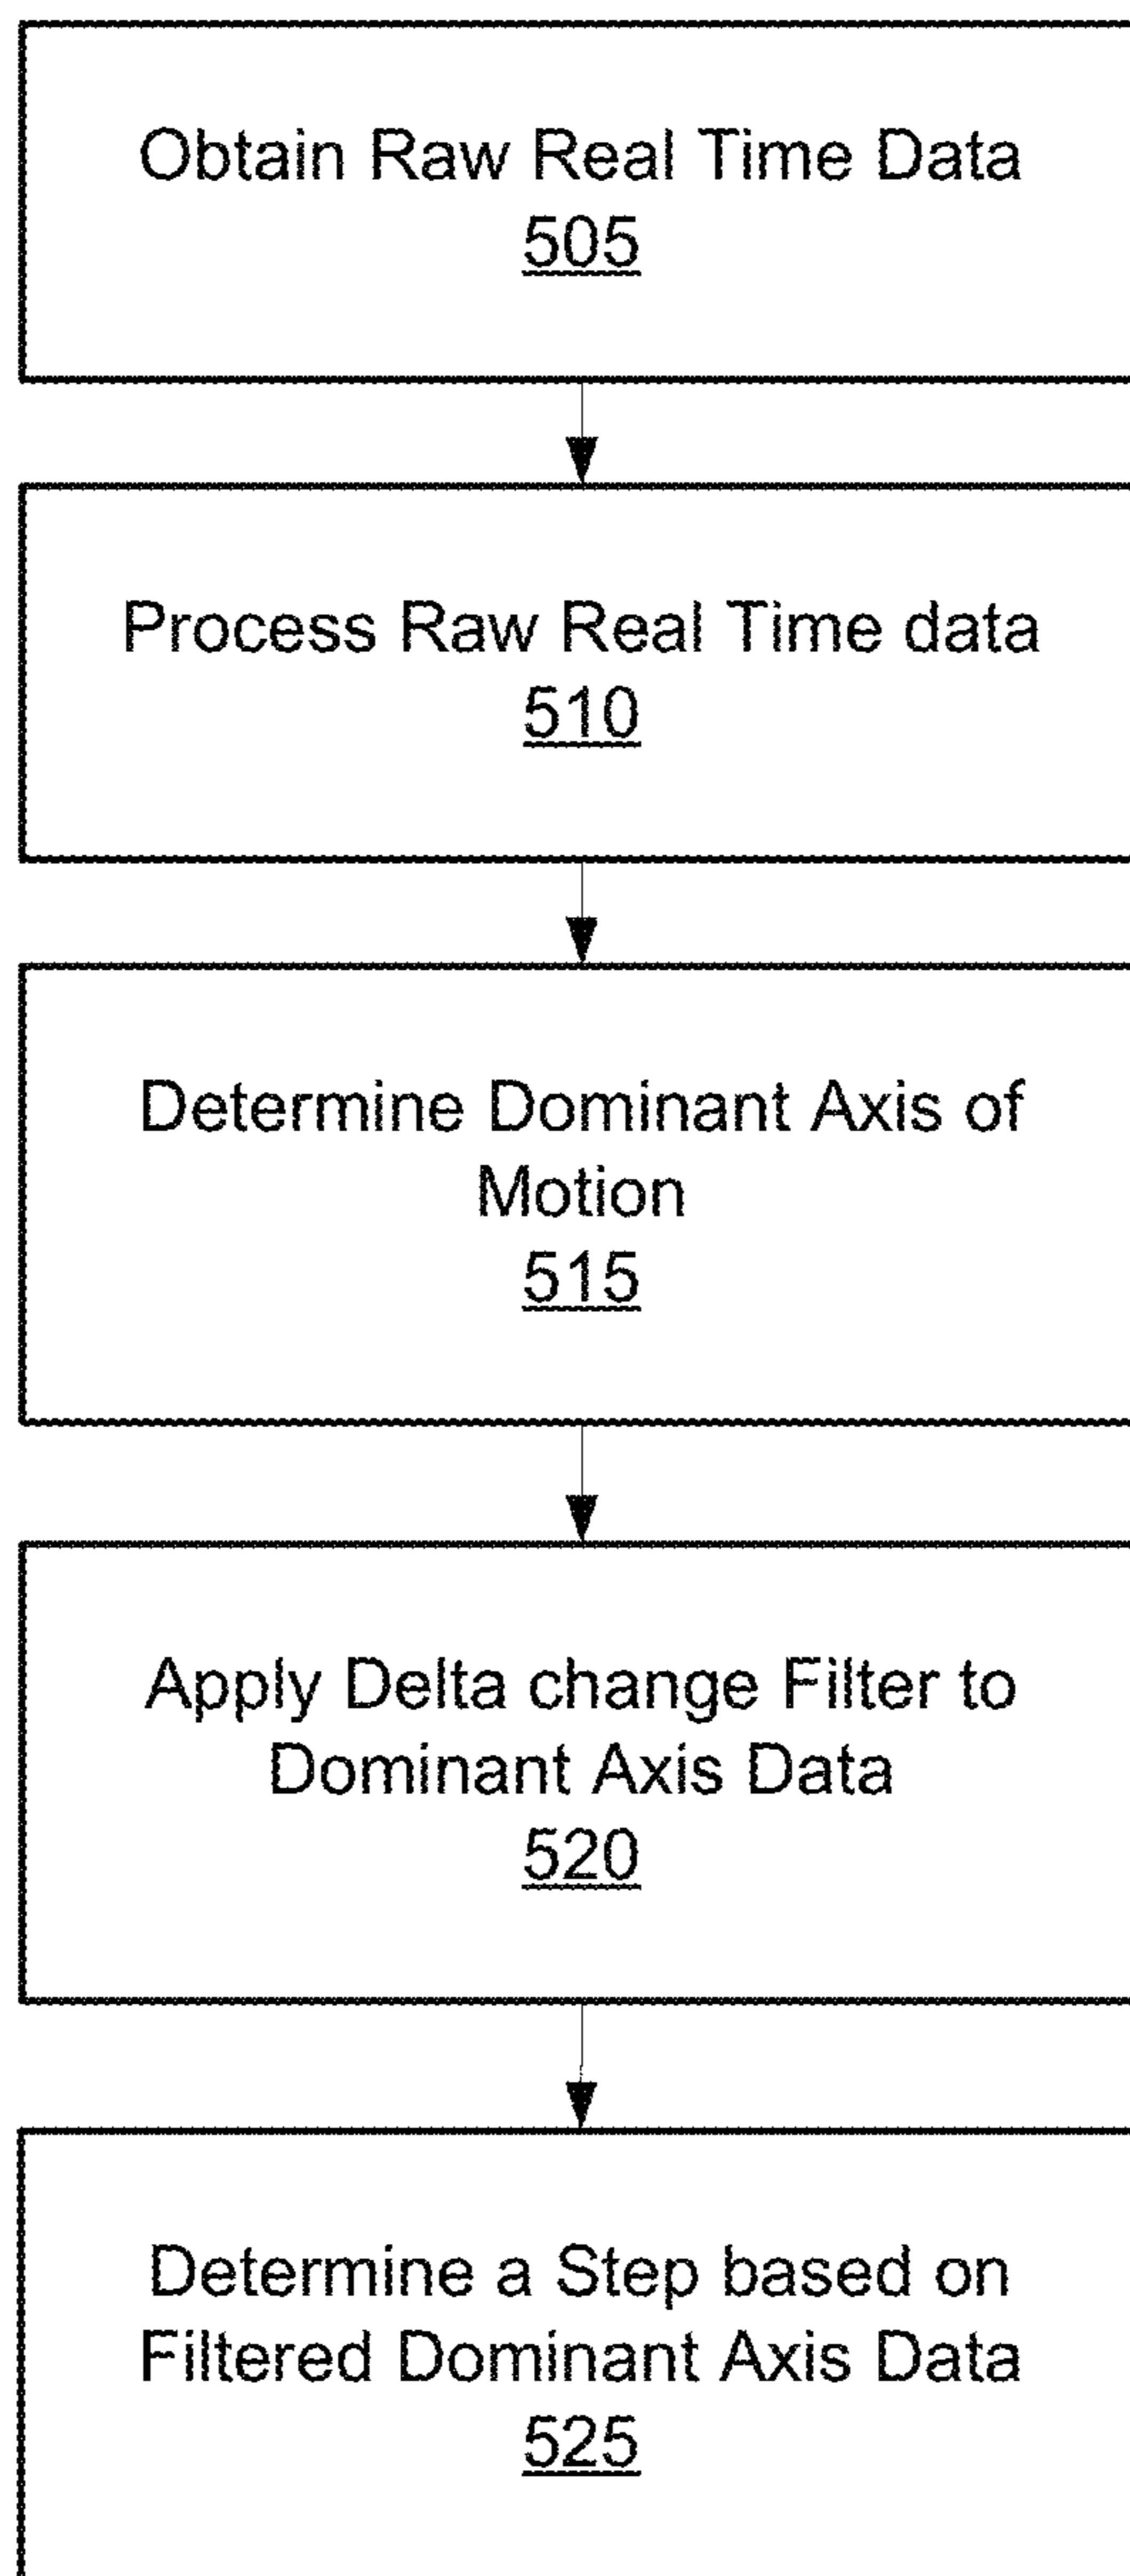 Obtain Raw Real Time Data
505
Process Raw Real Time data
510
Determine Dominant Axis of
Motion
515
Apply Delta change Filter to
Dominant Axis Data
520
Determine a Step based on
Filtered Dominant Axis Data
525